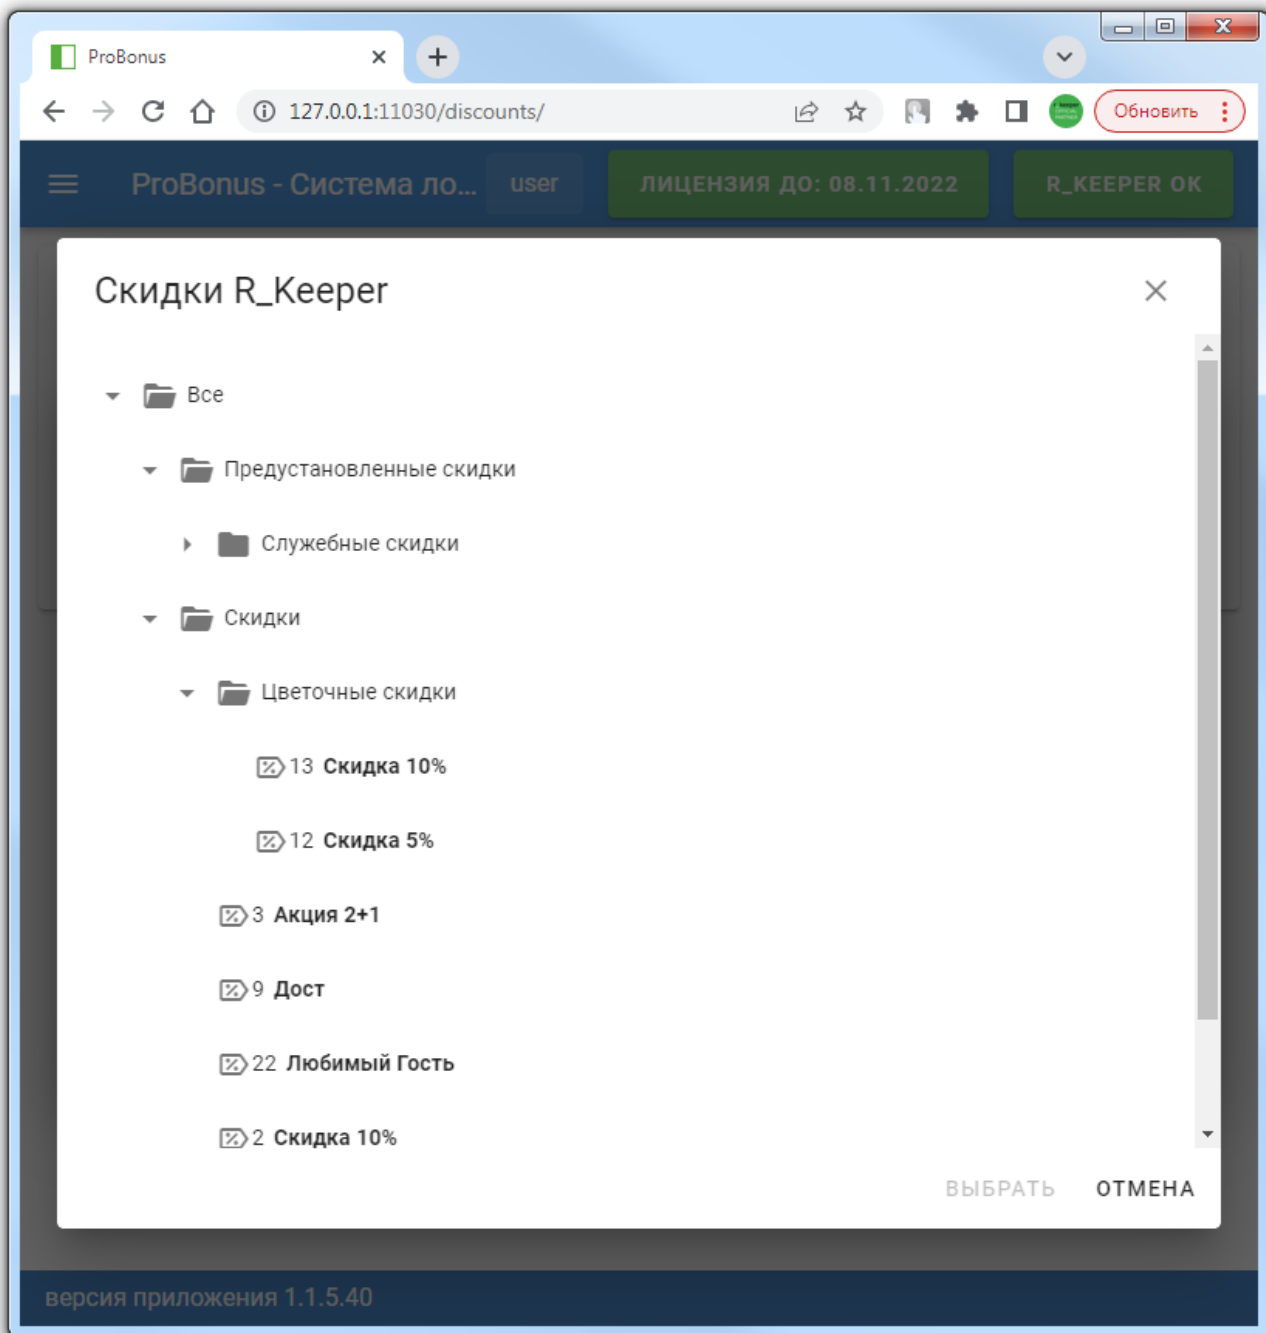 ProBonus
127.0.0.1:11030/discounts/
Обновить
ProBonus - Система ло...
user
ЛИЦЕНЗИЯ ДО: 08.11.2022
R_KEEPER OK
Скидки R_Keeper
Все
Предустановленные скидки
Служебные скидки
Скидки
Цветочные скидки
13 Скидка 10%
12 Скидка 5%
3 Акция 2+1
9 Дост
22 Любимый Гость
2 Скидка 10%
ВЫБРАТЬ
ОТМЕНА
версия приложения 1.1.5.40